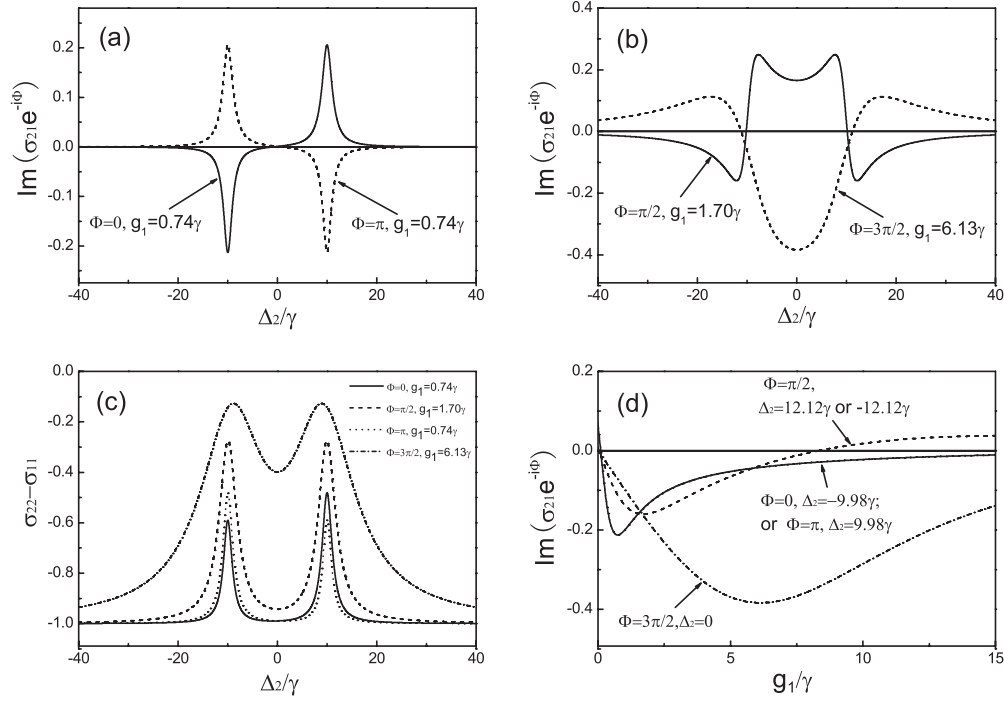 (a)
Im (σ₂₁e⁻ⁱᶲ)
0.2
0.1
0.0
-0.1
-0.2
Φ=0, g₁=0.74γ
Φ=π, g₁=0.74γ
-40 -20 0 20 40
Δ₂/γ
(b)
Im (σ₂₁e⁻ⁱᶲ)
0.4
0.2
0.0
-0.2
-0.4
Φ=π/2, g₁=1.70γ
Φ=3π/2, g₁=6.13γ
-40 -20 0 20 40
Δ₂/γ
(c)
σ₂₂−σ₁₁
0.0
-0.2
-0.4
-0.6
-0.8
-1.0
Φ=0, g₁=0.74γ
Φ=π/2, g₁=1.70γ
Φ=π, g₁=0.74γ
Φ=3π/2, g₁=6.13γ
-40 -20 0 20 40
Δ₂/γ
(d)
Im (σ₂₁e⁻ⁱᶲ)
0.2
0.0
-0.2
-0.4
Φ=π/2,
Δ₂=12.12γ or -12.12γ
Φ=0, Δ₂=−9.98γ;
or Φ=π, Δ₂=9.98γ
Φ=3π/2,Δ₂=0
0 5 10 15
g₁/γ